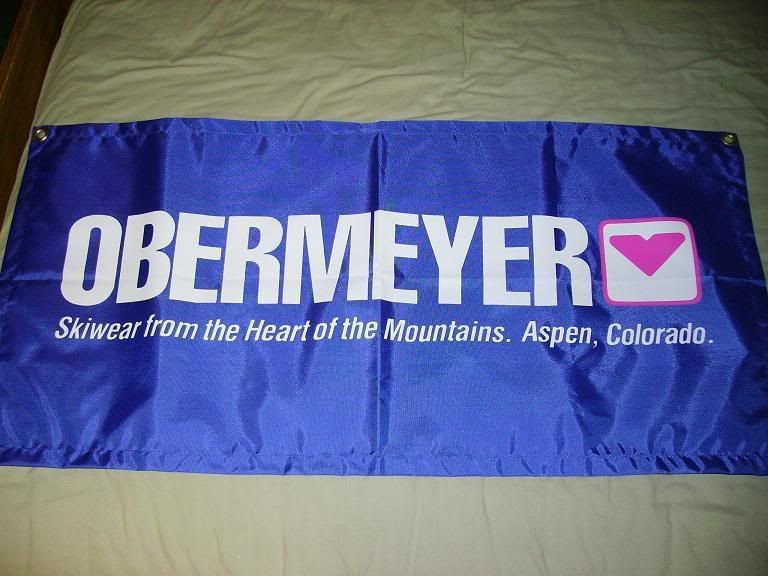 OBERMEYER
Skiwear from the Heart of the Mountains. Aspen, Colorado.